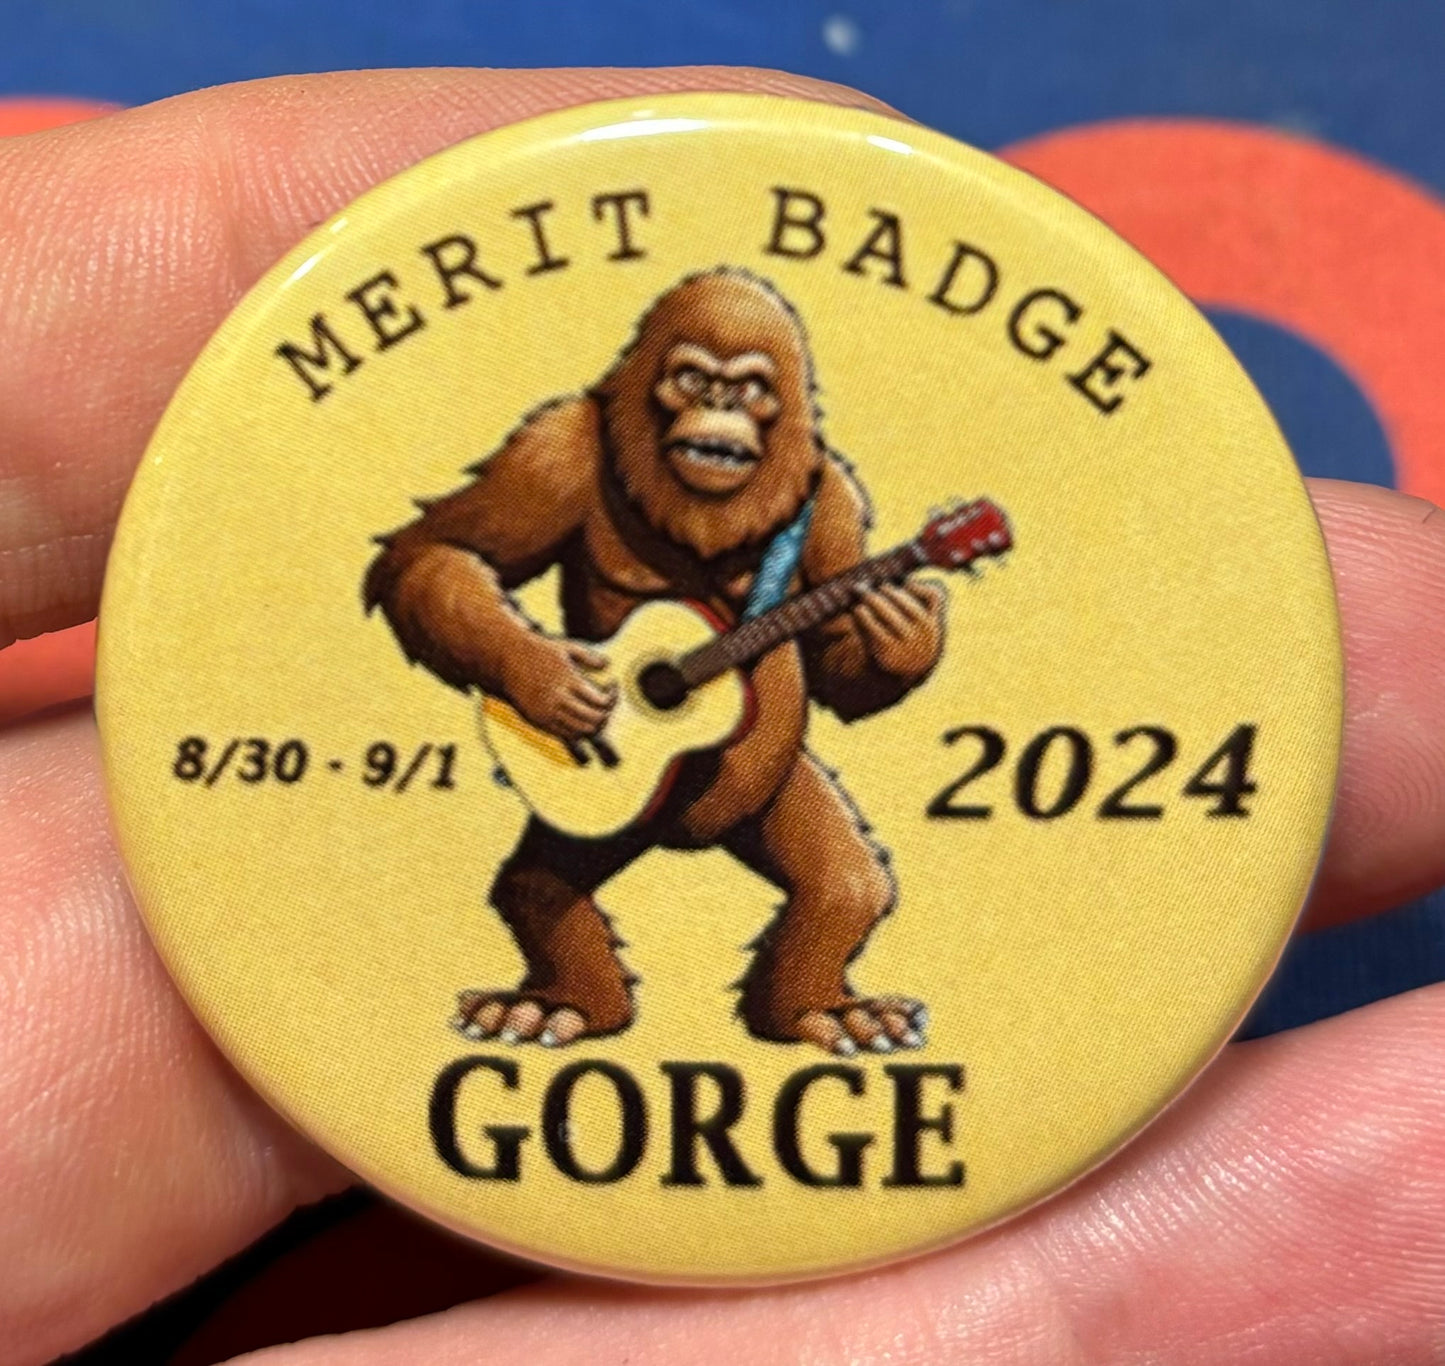 MERIT BADGE
8/30 - 9/1
2024
GORGE